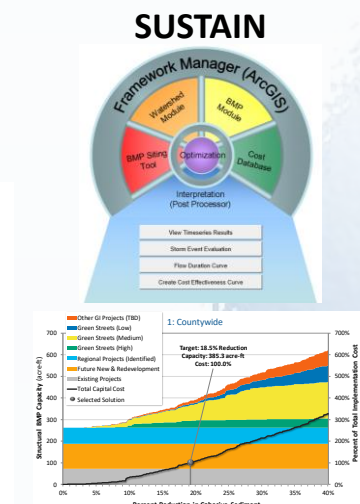 SUSTAIN
Framework Manager (ArcGIS)
Watershed
Module
BMP
Module
BMP Siting
Tool
Optimization
Cost
Database
Interpretation
(Post Processor)
View Timeseries Results
Storm Event Evaluation
Flow Duration Curve
Create Cost Effectiveness Curve
Other GI Projects (TBD)
Green Streets (Low)
Green Streets (Medium)
Green Streets (High)
Regional Projects (Identified)
Future New & Redevelopment
Existing Projects
Total Capital Cost
Selected Solution
1: Countywide
Target: 18.5% Reduction
Capacity: 385.3 acre-ft
Cost: 100.0%
Structural BMP Capacity (acre-ft)
700
600
500
400
300
200
100
0
700%
600%
500%
400%
300%
200%
100%
0%
Percent of Total Implementation Cost
0% 5% 10% 15% 20% 25% 30% 35% 40%
Percent Reduction in Cohesive Sediment